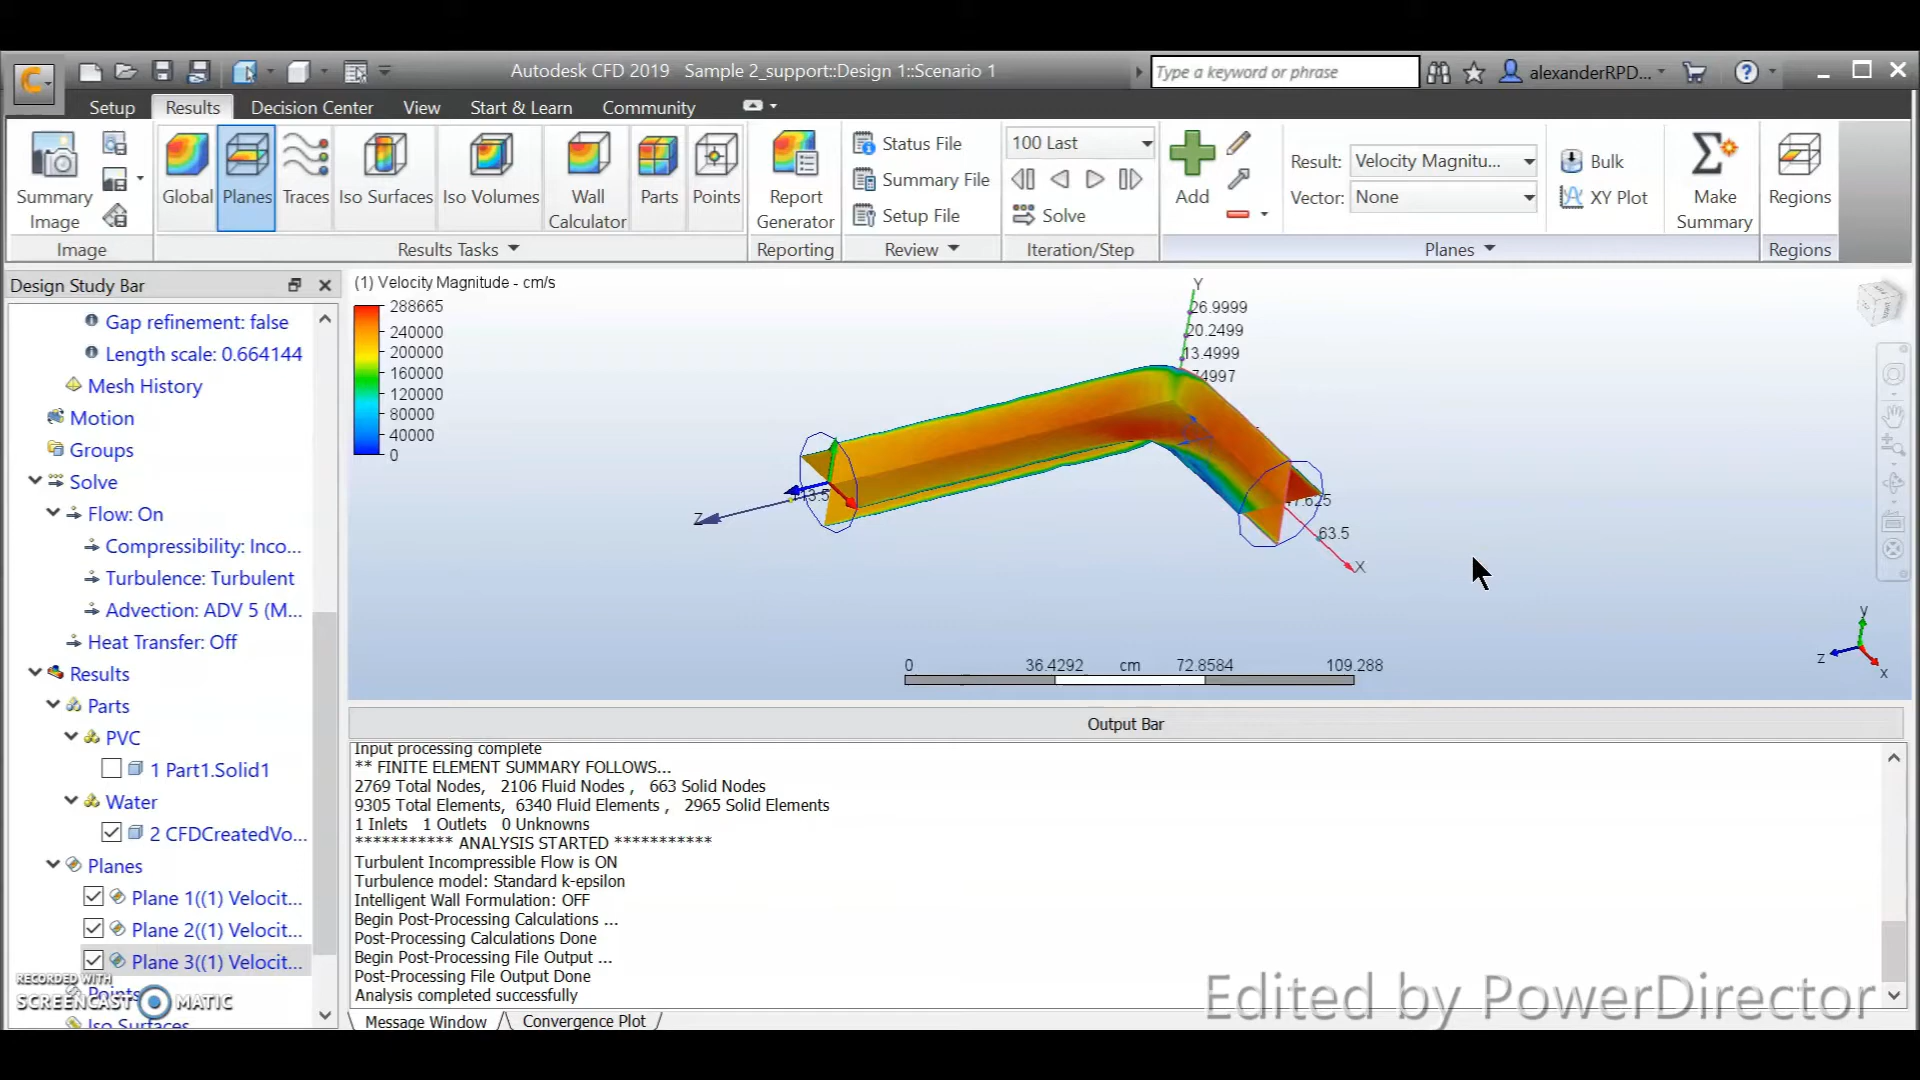 Autodesk CFD 2019 Sample 2_support::Design 1::Scenario 1
Type a keyword or phrase
alexanderRPD...
Setup Results Decision Center View Start & Learn Community
Summary Image
Image
Global Planes Traces Iso Surfaces Iso Volumes Wall Calculator Parts Points
Results Tasks
Report Generator
Reporting
Status File
Summary File
Setup File
Review
100 Last
Solve
Iteration/Step
Add
Result: Velocity Magnitu...
Vector: None
Bulk
XY Plot
Make Summary
Planes
Regions
Regions
Design Study Bar
Gap refinement: false
Length scale: 0.664144
Mesh History
Motion
Groups
Solve
Flow: On
Compressibility: Inco...
Turbulence: Turbulent
Advection: ADV 5 (M...
Heat Transfer: Off
Results
Parts
PVC
1 Part1.Solid1
Water
2 CFDCreatedVo...
Planes
Plane 1((1) Velocit...
Plane 2((1) Velocit...
Plane 3((1) Velocit...
Points
Iso Surfaces
RECORDED WITH
SCREENCAST MATIC
(1) Velocity Magnitude - cm/s
288665
240000
200000
160000
120000
80000
40000
0
Y
26.9999
20.2499
13.4999
Z
63.5
X
0 36.4292 cm 72.8584 109.288
y
z
x
Output Bar
Input processing complete
** FINITE ELEMENT SUMMARY FOLLOWS...
2769 Total Nodes, 2106 Fluid Nodes , 663 Solid Nodes
9305 Total Elements, 6340 Fluid Elements , 2965 Solid Elements
1 Inlets 1 Outlets 0 Unknowns
*********** ANALYSIS STARTED ***********
Turbulent Incompressible Flow is ON
Turbulence model: Standard k-epsilon
Intelligent Wall Formulation: OFF
Begin Post-Processing Calculations ...
Post-Processing Calculations Done
Begin Post-Processing File Output ...
Post-Processing File Output Done
Analysis completed successfully
Message Window Convergence Plot
Edited by PowerDirector